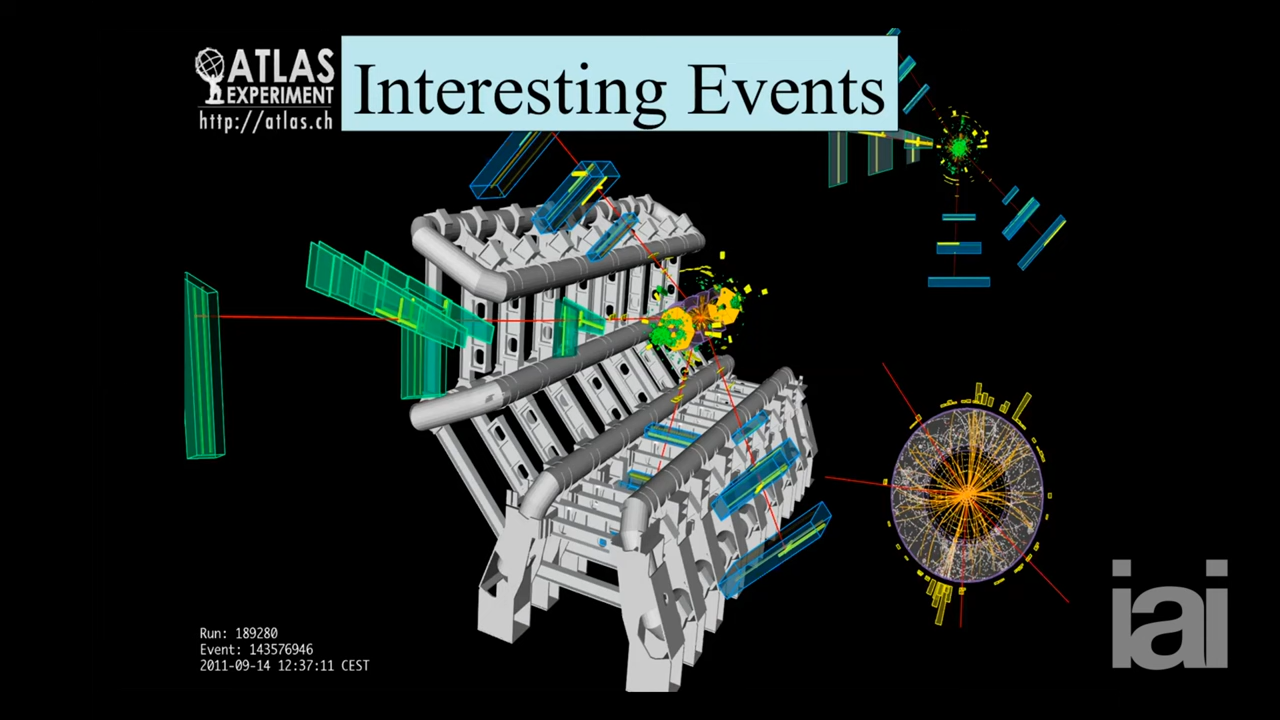 ATLAS
EXPERIMENT
http://atlas.ch
Interesting Events
Run: 189280
Event: 143576946
2011-09-14 12:37:11 CEST
iai